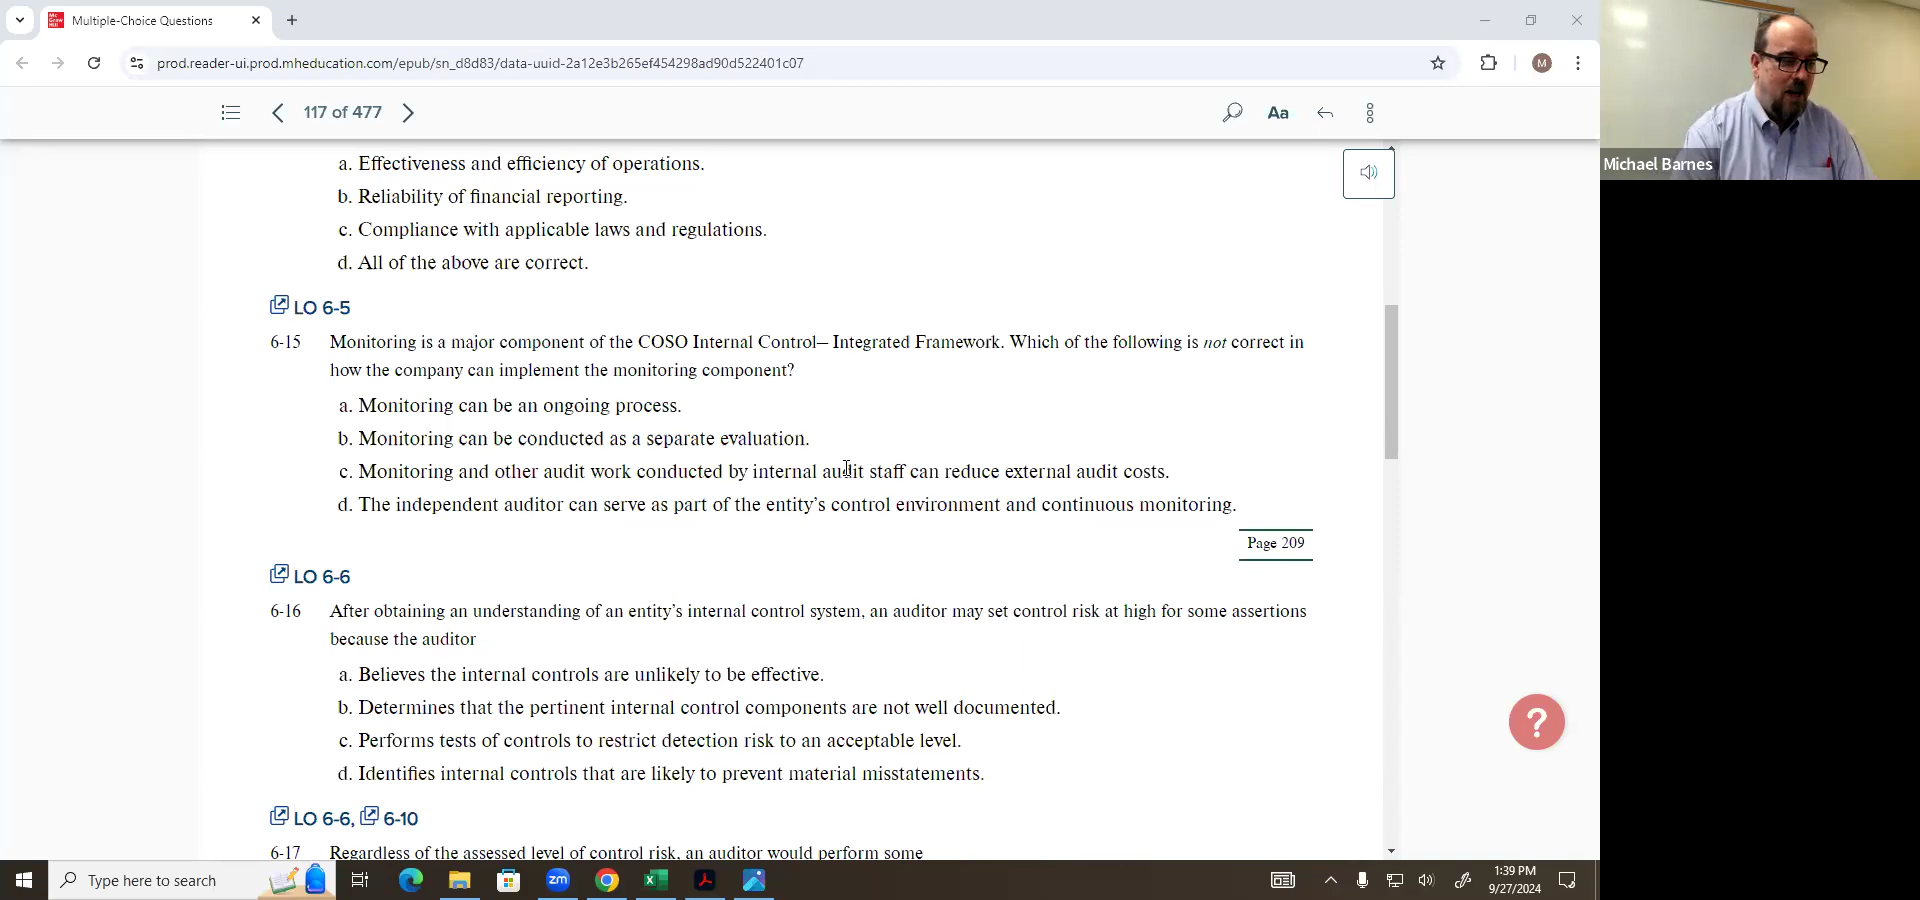 Multiple-Choice Questions
prod.reader-ui.prod.mheducation.com/epub/sn_d8d83/data-uuid-2a12e3b265ef454298ad90d522401c07
M
117 of 477
Aa
Michael Barnes
a. Effectiveness and efficiency of operations.
b. Reliability of financial reporting.
c. Compliance with applicable laws and regulations.
d. All of the above are correct.
LO 6-5
6-15 Monitoring is a major component of the COSO Internal Control– Integrated Framework. Which of the following is not correct in
how the company can implement the monitoring component?
a. Monitoring can be an ongoing process.
b. Monitoring can be conducted as a separate evaluation.
c. Monitoring and other audit work conducted by internal audit staff can reduce external audit costs.
d. The independent auditor can serve as part of the entity’s control environment and continuous monitoring.
Page 209
LO 6-6
6-16 After obtaining an understanding of an entity’s internal control system, an auditor may set control risk at high for some assertions
because the auditor
a. Believes the internal controls are unlikely to be effective.
b. Determines that the pertinent internal control components are not well documented.
c. Performs tests of controls to restrict detection risk to an acceptable level.
d. Identifies internal controls that are likely to prevent material misstatements.
?
LO 6-6, 6-10
6-17 Regardless of the assessed level of control risk, an auditor would perform some
Type here to search
zm
1:39 PM
9/27/2024